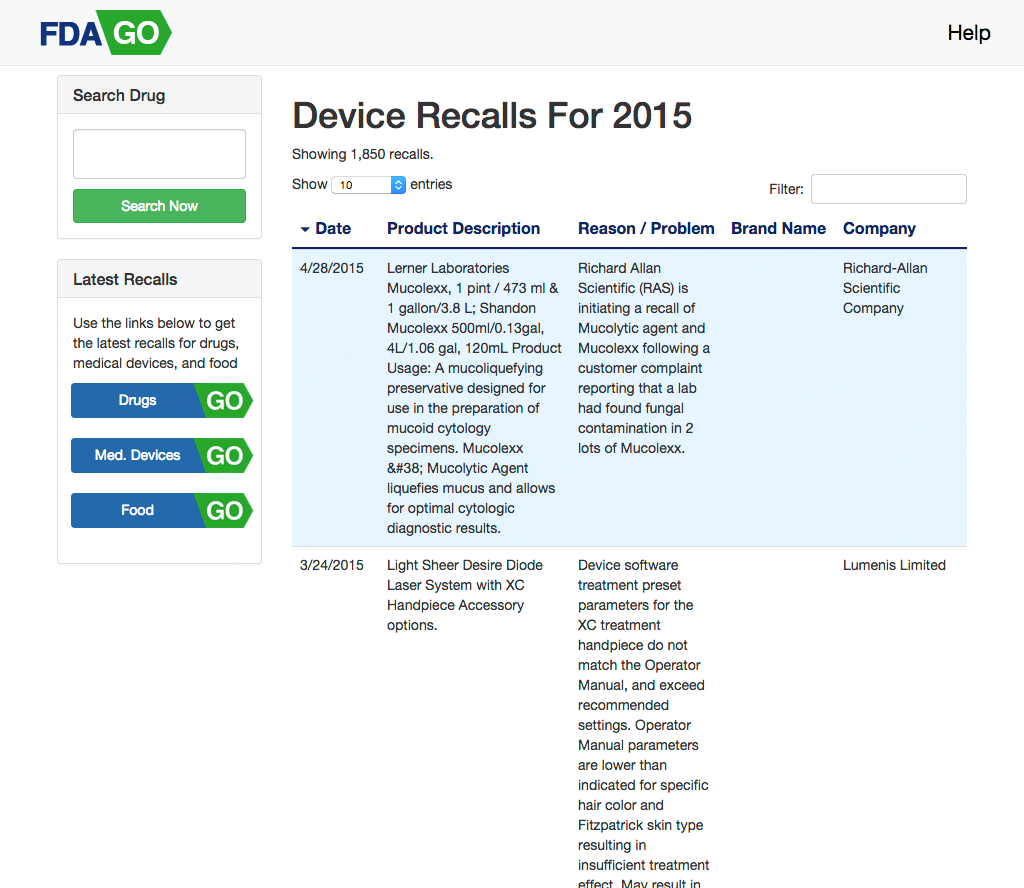 FDA GO
Help
Search Drug
Search Now
Latest Recalls
Use the links below to get
the latest recalls for drugs,
medical devices, and food
Drugs GO
Med. Devices GO
Food GO
Device Recalls For 2015
Showing 1,850 recalls.
Show 10 entries
Filter:
Date Product Description Reason / Problem Brand Name Company
4/28/2015
Lerner Laboratories
Mucolexx, 1 pint / 473 ml &
1 gallon/3.8 L; Shandon
Mucolexx 500ml/0.13gal,
4L/1.06 gal, 120mL Product
Usage: A mucoliquefying
preservative designed for
use in the preparation of
mucoid cytology
specimens. Mucolexx
&#38; Mucolytic Agent
liquefies mucus and allows
for optimal cytologic
diagnostic results.
Richard Allan
Scientific (RAS) is
initiating a recall of
Mucolytic agent and
Mucolexx following a
customer complaint
reporting that a lab
had found fungal
contamination in 2
lots of Mucolexx.
Richard-Allan
Scientific
Company
3/24/2015
Light Sheer Desire Diode
Laser System with XC
Handpiece Accessory
options.
Device software
treatment preset
parameters for the
XC treatment
handpiece do not
match the Operator
Manual, and exceed
recommended
settings. Operator
Manual parameters
are lower than
indicated for specific
hair color and
Fitzpatrick skin type
resulting in
insufficient treatment
effect. May result in
Lumenis Limited